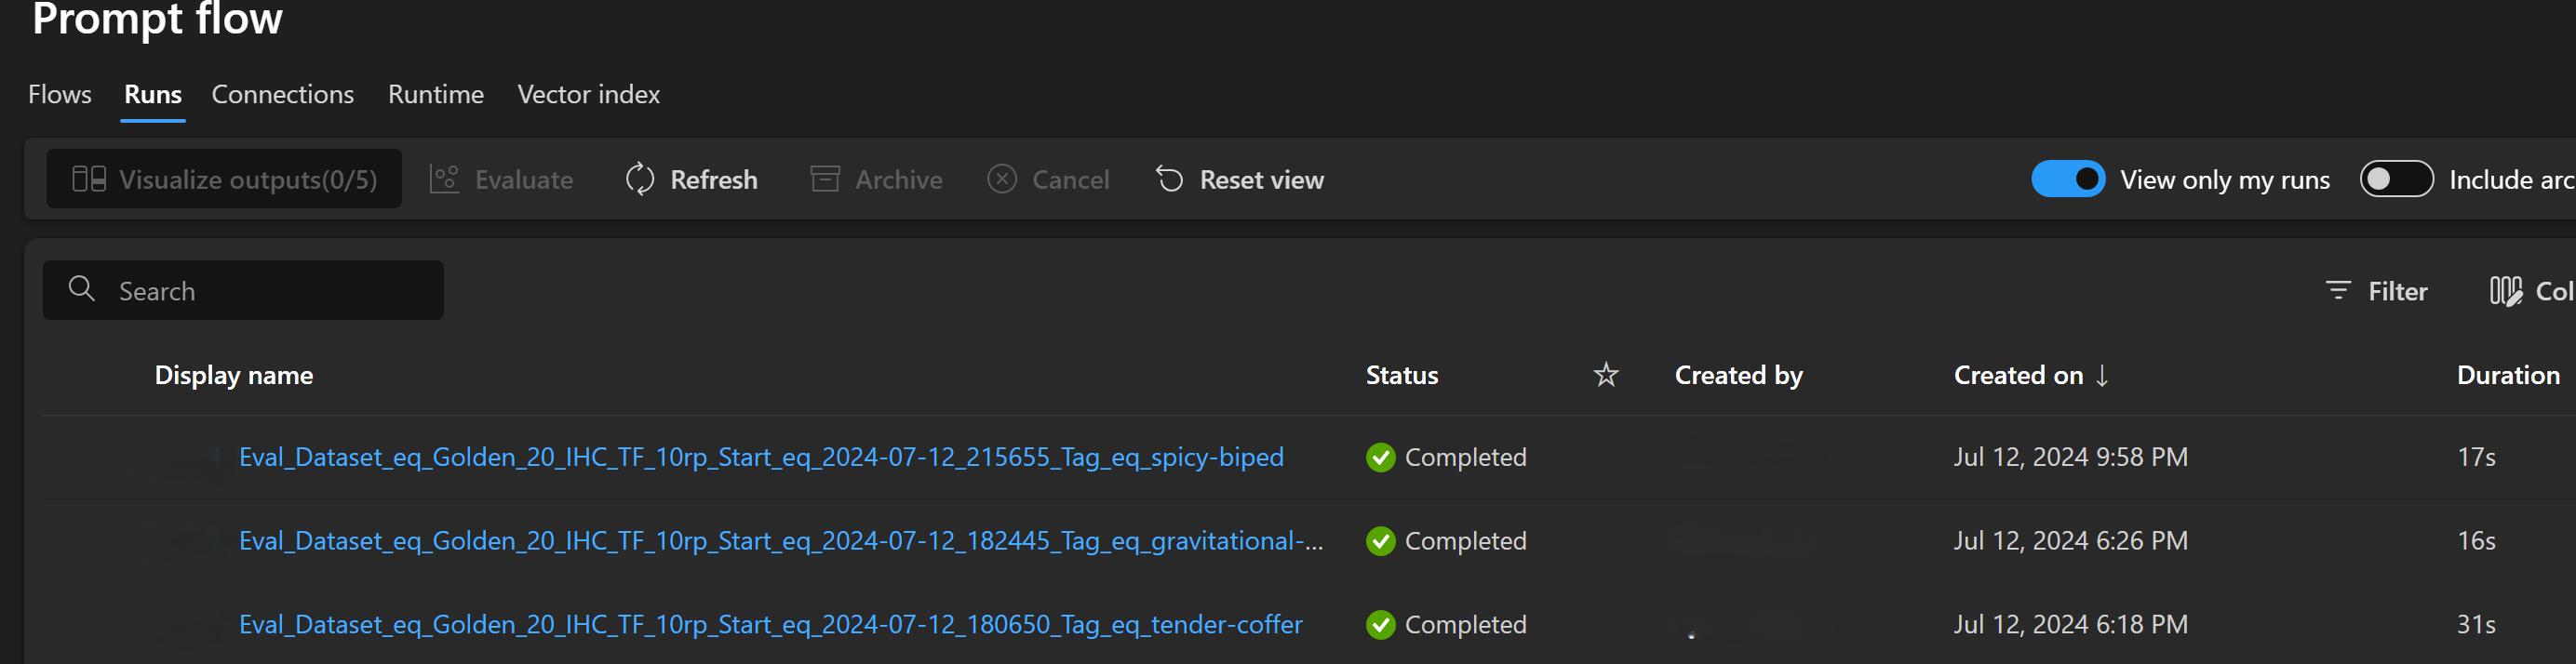 Prompt flow
Flows Runs Connections Runtime Vector index
Visualize outputs(0/5) Evaluate Refresh Archive Cancel Reset view View only my runs Include arc
Search Filter Col
Display name Status Created by Created on ↓ Duration
Eval_Dataset_eq_Golden_20_IHC_TF_10rp_Start_eq_2024-07-12_215655_Tag_eq_spicy-biped Completed Jul 12, 2024 9:58 PM 17s
Eval_Dataset_eq_Golden_20_IHC_TF_10rp_Start_eq_2024-07-12_182445_Tag_eq_gravitational-... Completed Jul 12, 2024 6:26 PM 16s
Eval_Dataset_eq_Golden_20_IHC_TF_10rp_Start_eq_2024-07-12_180650_Tag_eq_tender-coffer Completed Jul 12, 2024 6:18 PM 31s